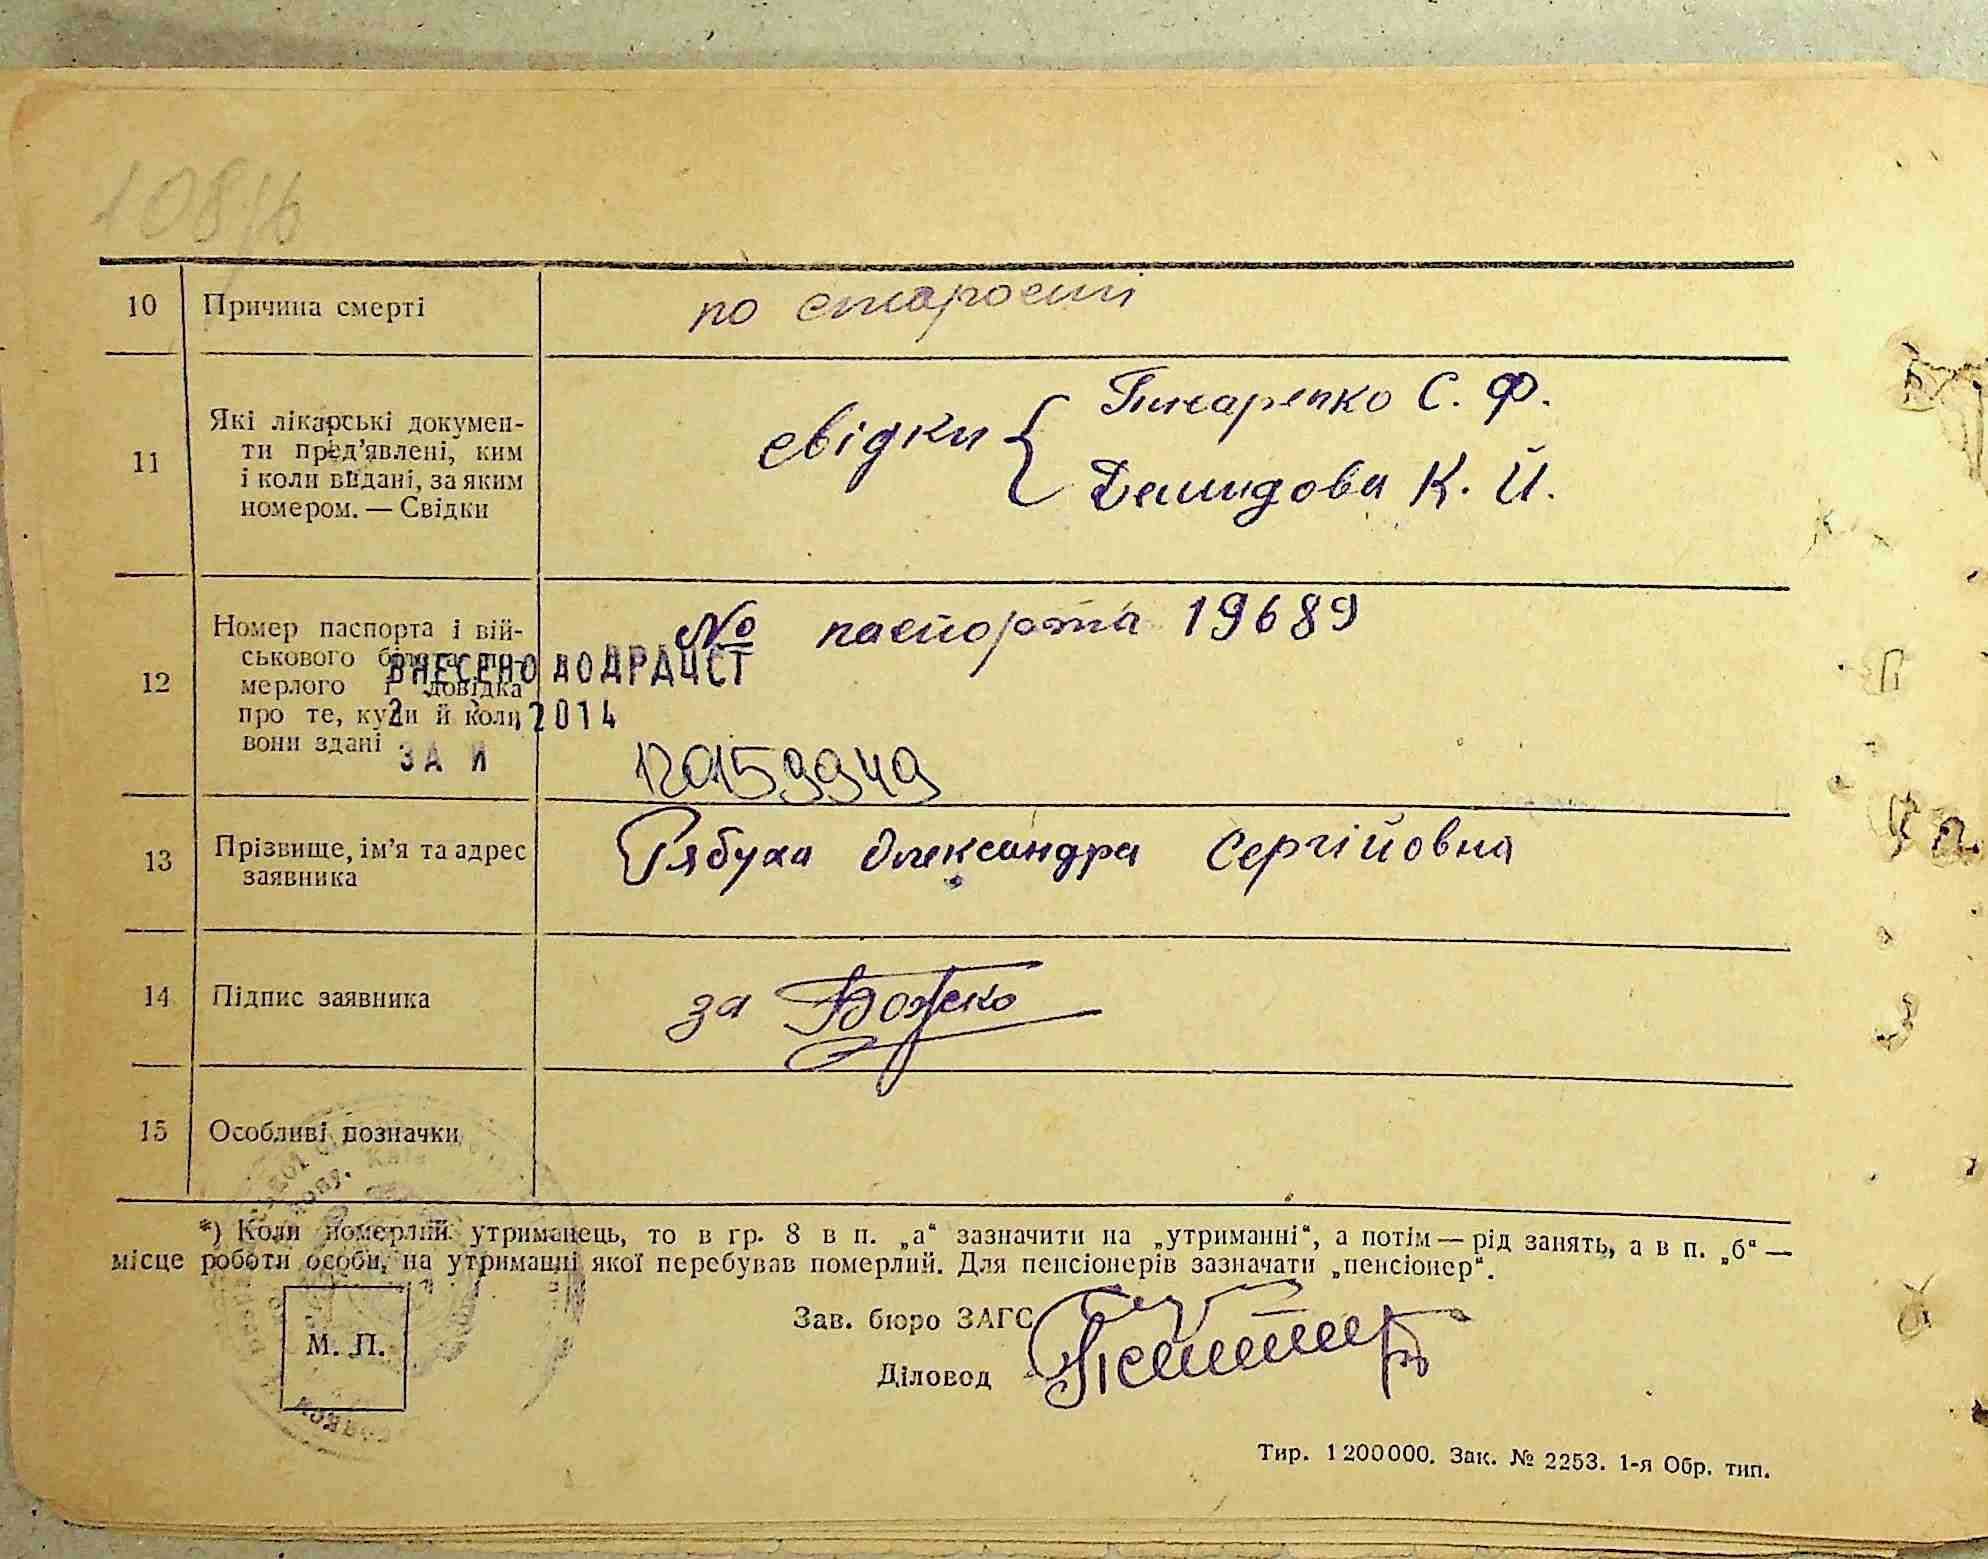 10 Причина смерті
по старості
11 Які лікарські докумен-
ти пред’явлені, ким
і коли видані, за яким
номером. — Свідки
свідки
С. Ф.
Демидова К. Й.
12 Номер паспорта і вій-
ськового білета по-
мерлого і довідка
про те, куди й коли
вони здані
№ паспорта 19689
ВНЕСЕНО ДО ДРАЦСТ
2014
ЗА №
13 Прізвище, ім’я та адрес
заявника
Рябуха Олександра Сергійовна
14 Підпис заявника
за Божко
15 Особливі позначки
*) Коли померлий утриманець, то в гр. 8 в п. „а“ зазначити на „утриманні“, а потім — рід занять, а в п. „б“ —
місце роботи особи, на утриманні якої перебував померлий. Для пенсіонерів зазначати „пенсіонер“.
М. П.
Зав. бюро ЗАГС
Діловод
Тир. 1200000. Зак. № 2253. 1-я Обр. тип.